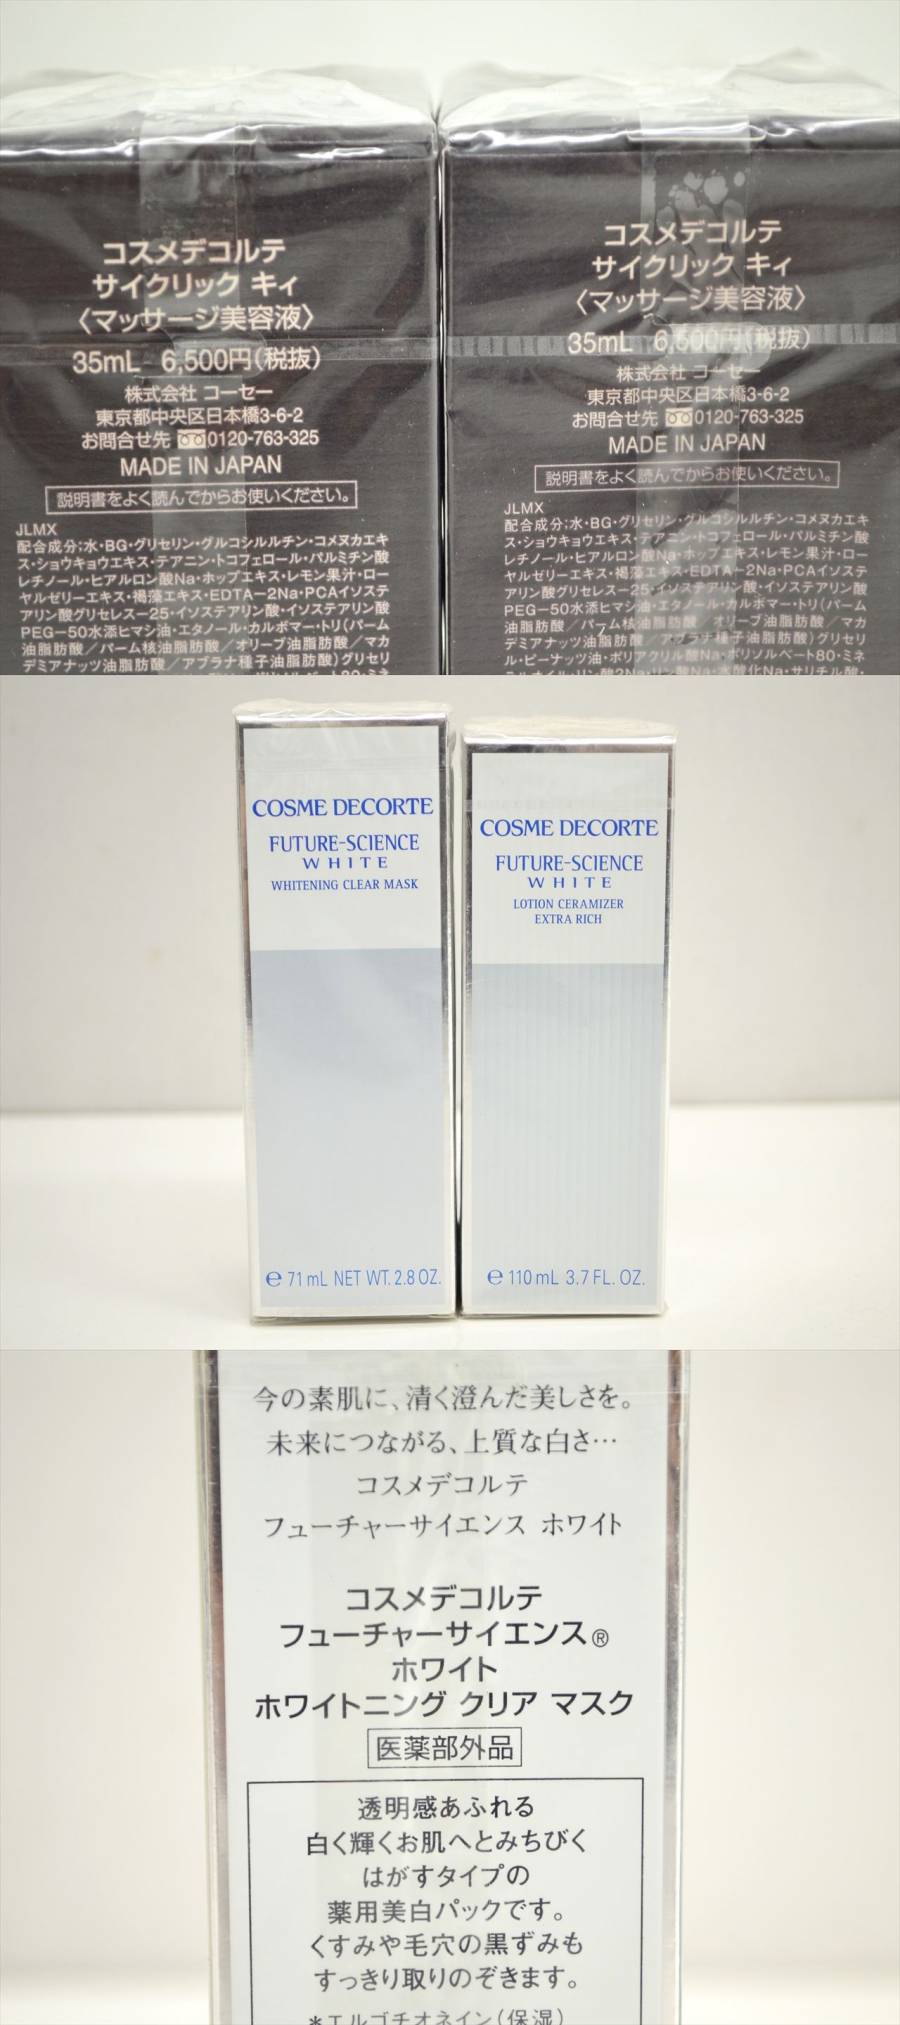 コスメデコルテ
サイクリック キィ
〈マッサージ美容液〉
35mL 6,500円(税抜)
株式会社 コーセー
東京都中央区日本橋3-6-2
お問合せ先 0120-763-325
MADE IN JAPAN
説明書をよく読んでからお使いください。
JLMX
配合成分;水・BG・グリセリン・グルコシルルチン・コメヌカエキ
ス・ショウキョウエキス・テアニン・トコフェロール・パルミチン酸
レチノール・ヒアルロン酸Na・ホップエキス・レモン果汁・ロー
ヤルゼリーエキス・褐藻エキス・EDTA-2Na・PCAイソステ
アリン酸グリセレス-25・イソステアリン酸・イソステアリン酸
PEG-50水添ヒマシ油・エタノール・カルボマー・トリ(パーム
油脂肪酸/パーム核油脂肪酸/オリーブ油脂肪酸/マカ
デミアナッツ油脂肪酸/アブラナ種子油脂肪酸)グリセリ
コスメデコルテ
サイクリック キィ
〈マッサージ美容液〉
35mL 6,500円(税抜)
株式会社 コーセー
東京都中央区日本橋3-6-2
お問合せ先 0120-763-325
MADE IN JAPAN
説明書をよく読んでからお使いください。
JLMX
配合成分;水・BG・グリセリン・グルコシルルチン・コメヌカエキ
ス・ショウキョウエキス・テアニン・トコフェロール・パルミチン酸
レチノール・ヒアルロン酸Na・ホップエキス・レモン果汁・ロー
ヤルゼリーエキス・褐藻エキス・EDTA-2Na・PCAイソステ
アリン酸グリセレス-25・イソステアリン酸・イソステアリン酸
PEG-50水添ヒマシ油・エタノール・カルボマー・トリ(パーム
油脂肪酸/パーム核油脂肪酸/オリーブ油脂肪酸/マカ
デミアナッツ油脂肪酸/アブラナ種子油脂肪酸)グリセリ
ル・ピーナッツ油・ポリアクリル酸Na・ポリソルベート80・ミネ
COSME DECORTE
FUTURE-SCIENCE
WHITE
WHITENING CLEAR MASK
℮ 71mL NET WT. 2.8 OZ.
COSME DECORTE
FUTURE-SCIENCE
WHITE
LOTION CERAMIZER
EXTRA RICH
℮ 110mL 3.7 FL. OZ.
今の素肌に、清く澄んだ美しさを。
未来につながる、上質な白さ…
コスメデコルテ
フューチャーサイエンス ホワイト
コスメデコルテ
フューチャーサイエンス®
ホワイト
ホワイトニング クリア マスク
医薬部外品
透明感あふれる
白く輝くお肌へとみちびく
はがすタイプの
薬用美白パックです。
くすみや毛穴の黒ずみも
すっきり取りのぞきます。
*エルゴチオネイン(保湿)